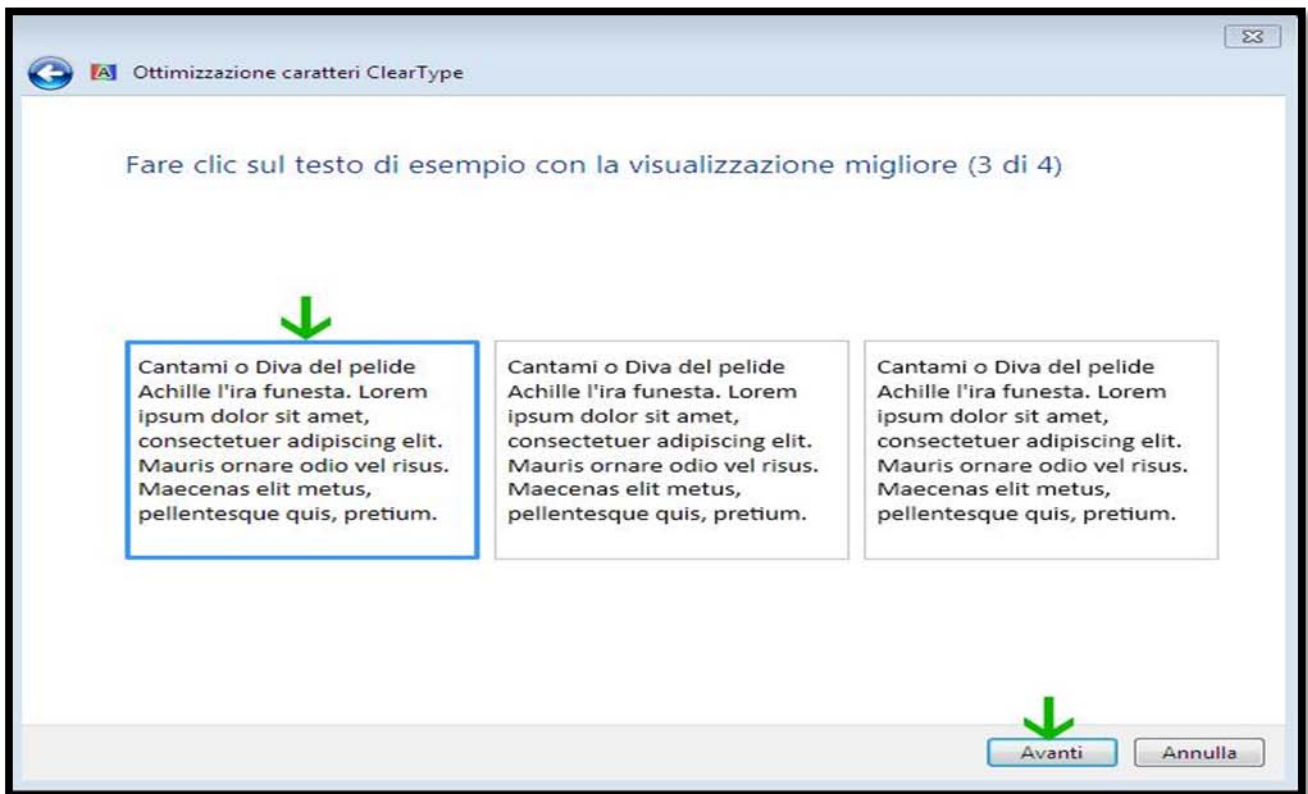 Ottimizzazione caratteri ClearType
Fare clic sul testo di esempio con la visualizzazione migliore (3 di 4)
Cantami o Diva del pelide
Achille l'ira funesta. Lorem
ipsum dolor sit amet,
consectetuer adipiscing elit.
Mauris ornare odio vel risus.
Maecenas elit metus,
pellentesque quis, pretium.
Cantami o Diva del pelide
Achille l'ira funesta. Lorem
ipsum dolor sit amet,
consectetuer adipiscing elit.
Mauris ornare odio vel risus.
Maecenas elit metus,
pellentesque quis, pretium.
Cantami o Diva del pelide
Achille l'ira funesta. Lorem
ipsum dolor sit amet,
consectetuer adipiscing elit.
Mauris ornare odio vel risus.
Maecenas elit metus,
pellentesque quis, pretium.
Avanti
Annulla